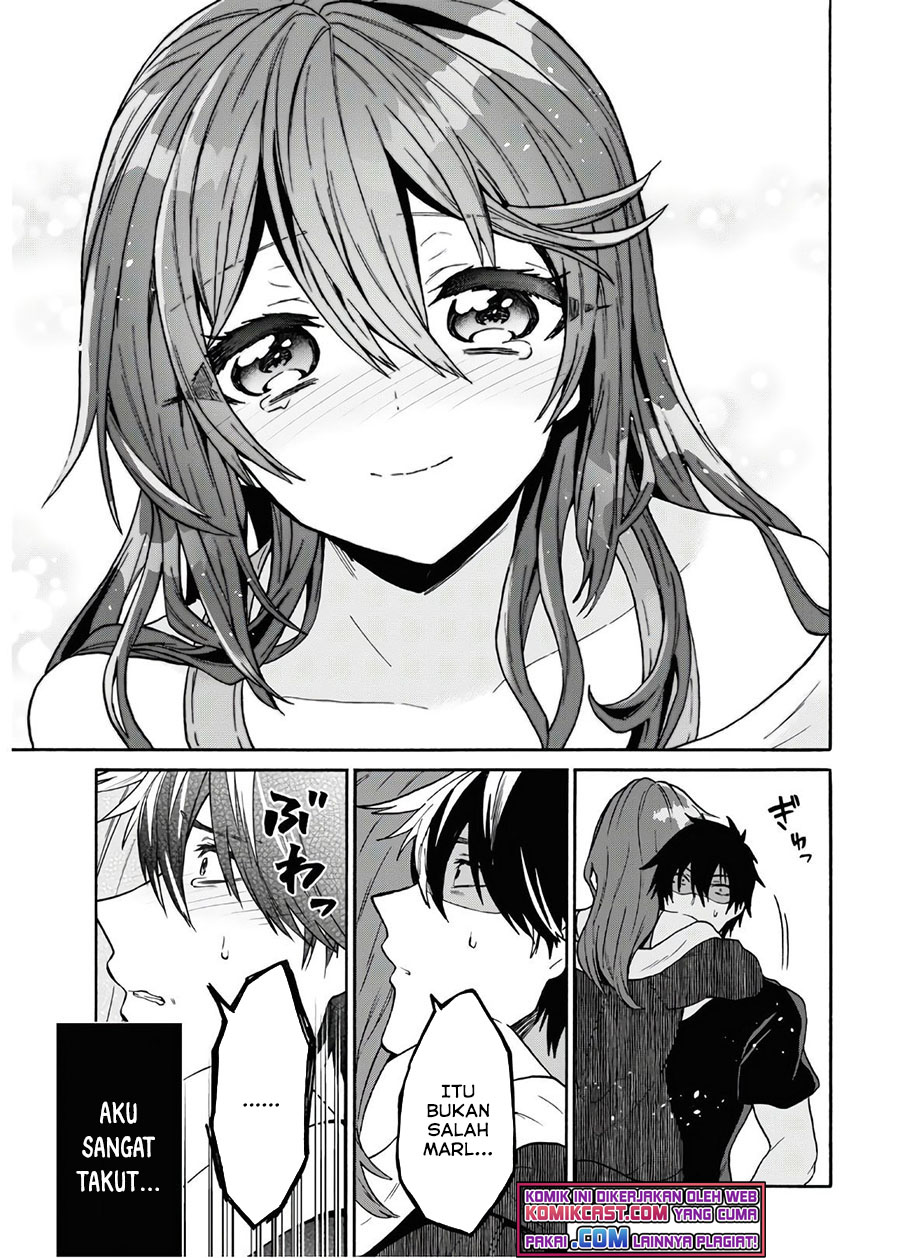 ぎゅっ
ITU
BUKAN
SALAH
MARL...
ぶわっ
......
AKU
SANGAT
TAKUT...
KOMIK INI DIKERJAKAN OLEH WEB
KOMIKCAST.COM YANG CUMA
PAKAI .COM LAINNYA PLAGIAT!